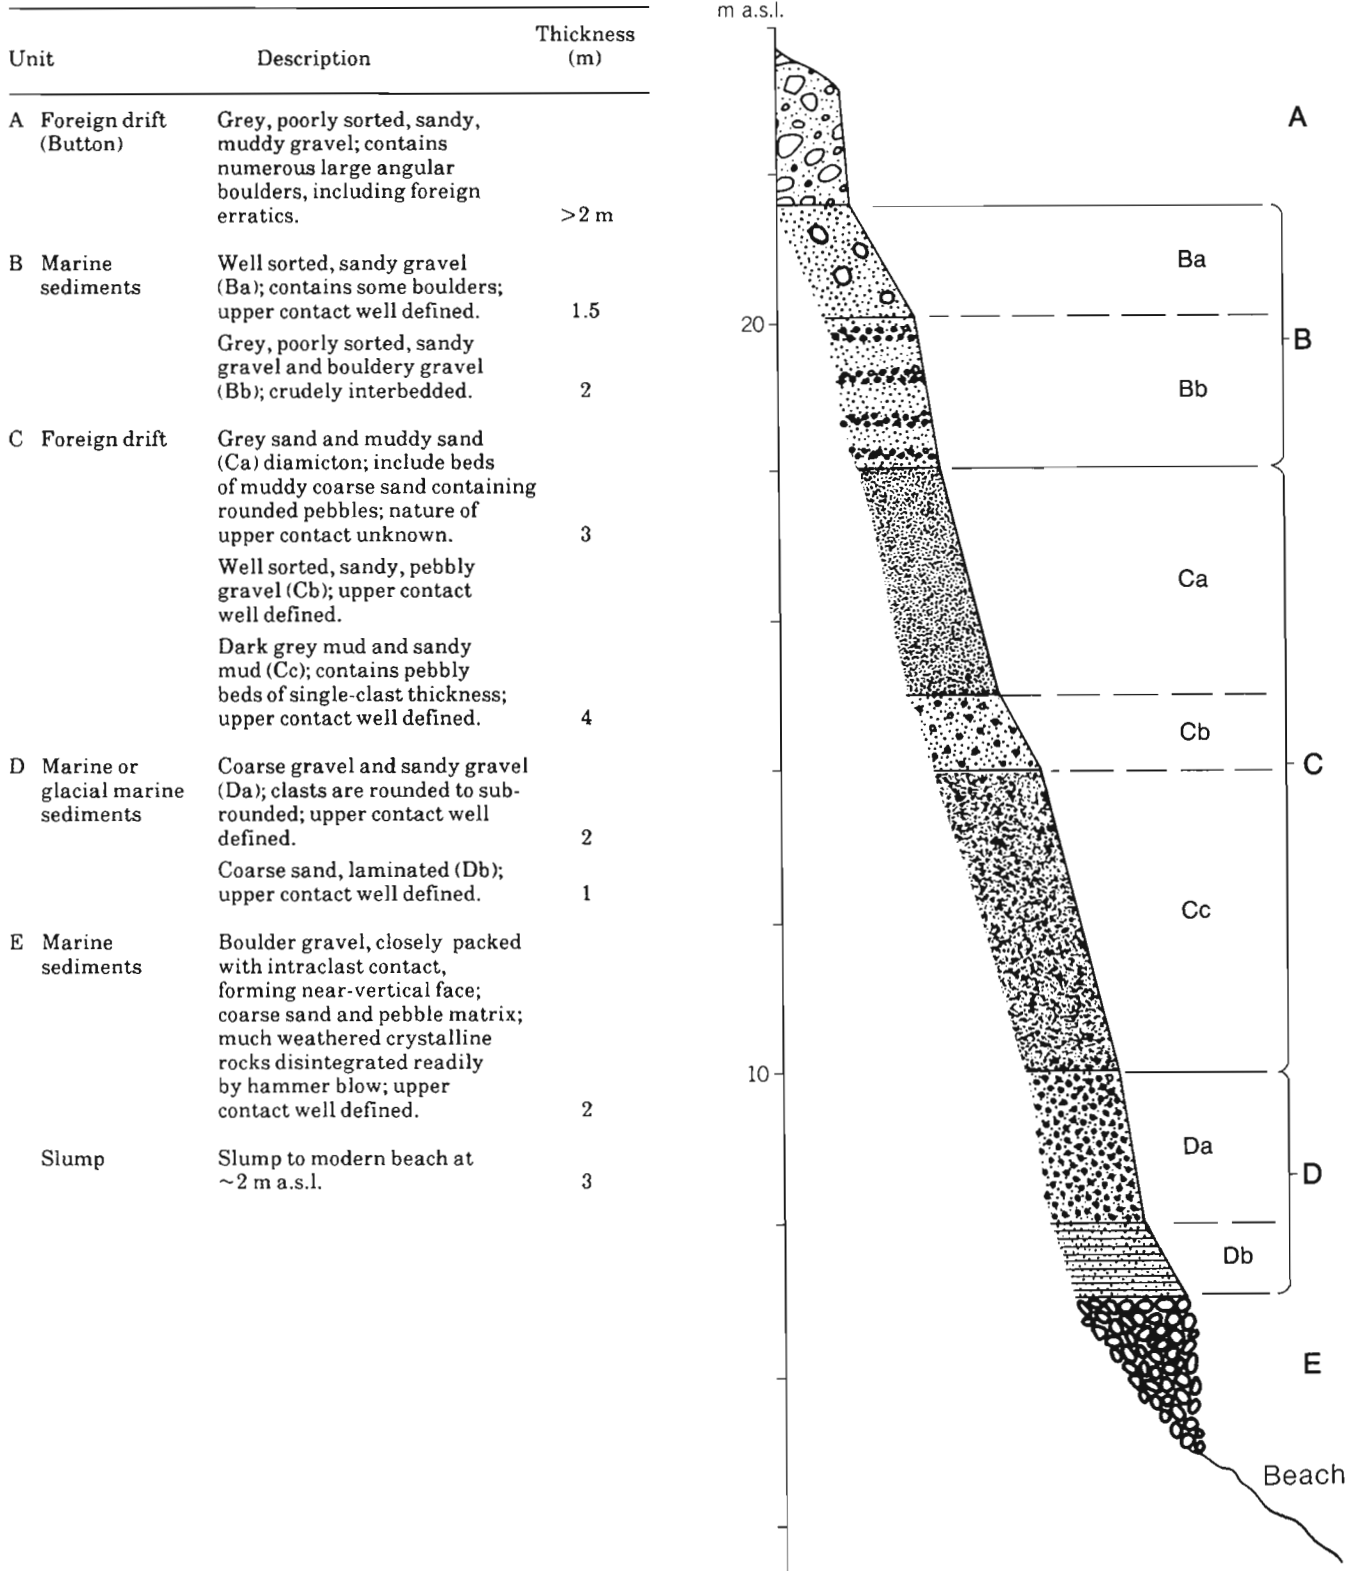 Unit Description Thickness
(m)
A Foreign drift
(Button)
Grey, poorly sorted, sandy,
muddy gravel; contains
numerous large angular
boulders, including foreign
erratics. >2 m
B Marine
sediments
Well sorted, sandy gravel
(Ba); contains some boulders;
upper contact well defined. 1.5
Grey, poorly sorted, sandy
gravel and bouldery gravel
(Bb); crudely interbedded. 2
C Foreign drift
Grey sand and muddy sand
(Ca) diamicton; include beds
of muddy coarse sand containing
rounded pebbles; nature of
upper contact unknown. 3
Well sorted, sandy, pebbly
gravel (Cb); upper contact
well defined.
Dark grey mud and sandy
mud (Cc); contains pebbly
beds of single-clast thickness;
upper contact well defined. 4
D Marine or
glacial marine
sediments
Coarse gravel and sandy gravel
(Da); clasts are rounded to sub-
rounded; upper contact well
defined. 2
Coarse sand, laminated (Db);
upper contact well defined. 1
E Marine
sediments
Boulder gravel, closely packed
with intraclast contact,
forming near-vertical face;
coarse sand and pebble matrix;
much weathered crystalline
rocks disintegrated readily
by hammer blow; upper
contact well defined. 2
Slump
Slump to modern beach at
~2 m a.s.l. 3
m a.s.l.
A
Ba
20
B
Bb
Ca
Cb
C
Cc
10
Da
D
Db
E
Beach